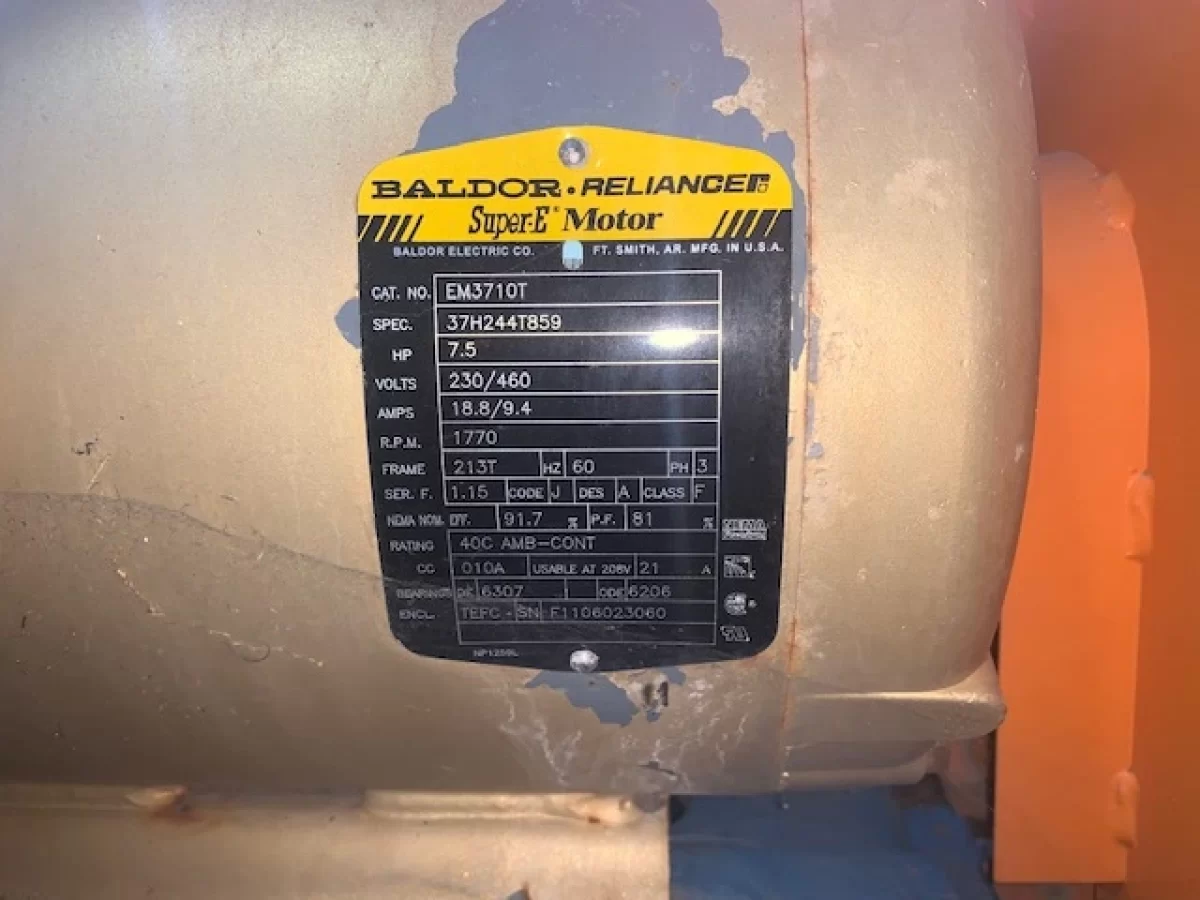 BALDOR • RELIANCE
Super-E® Motor
BALDOR ELECTRIC CO. FT. SMITH, AR. MFG. IN U.S.A.
CAT. NO. EM3710T
SPEC. 37H244T859
HP 7.5
VOLTS 230/460
AMPS 18.8/9.4
R.P.M. 1770
FRAME 213T HZ 60 PH 3
SER. F. 1.15 CODE J DES A CLASS F
NEMA NOM. EFF. 91.7 % P.F. 81 %
RATING 40C AMB-CONT
CC 010A USABLE AT 208V 21 A
BEARINGS DE 6307 ODE 6206
ENCL. TEFC - SN F1106023060